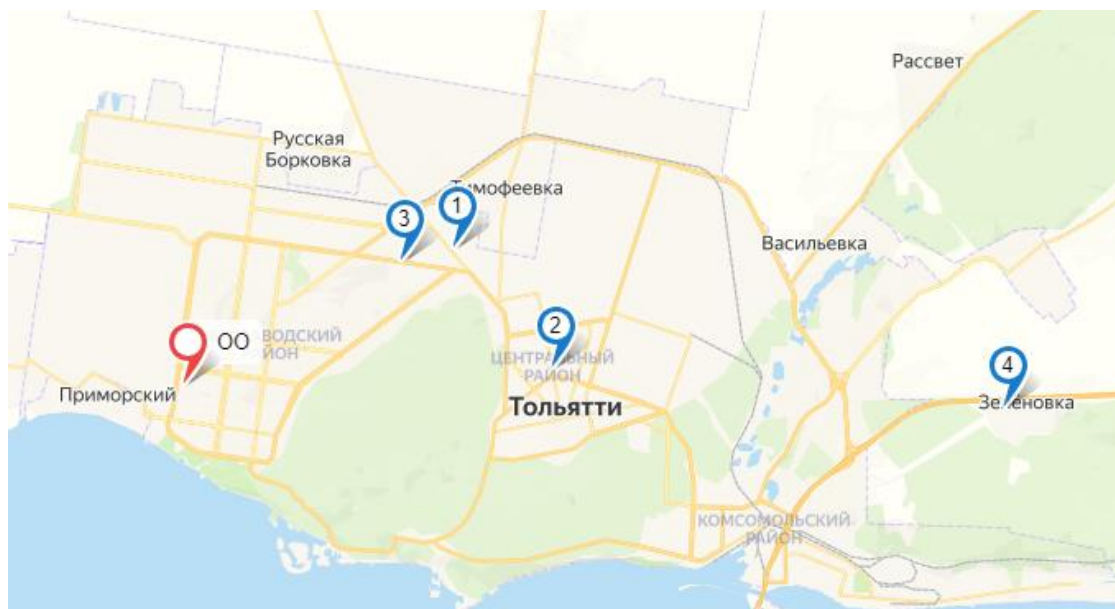 Рассвет
Русская
Борковка
Тимофеевка
1
3
Васильевка
2
ОО
ВОДСКИЙ
ЙОН
ЦЕНТРАЛЬНЫЙ
РАЙОН
4
Приморский
Зеленовка
Тольятти
КОМСОМОЛЬСКИЙ
РАЙОН